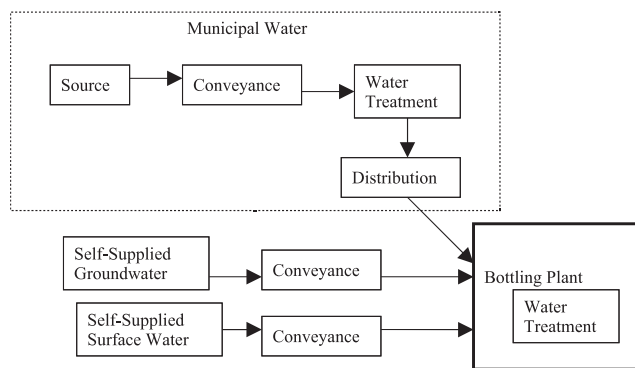 Municipal Water
Source
Conveyance
Water
Treatment
Distribution
Self-Supplied
Groundwater
Conveyance
Bottling Plant
Water
Treatment
Self-Supplied
Surface Water
Conveyance